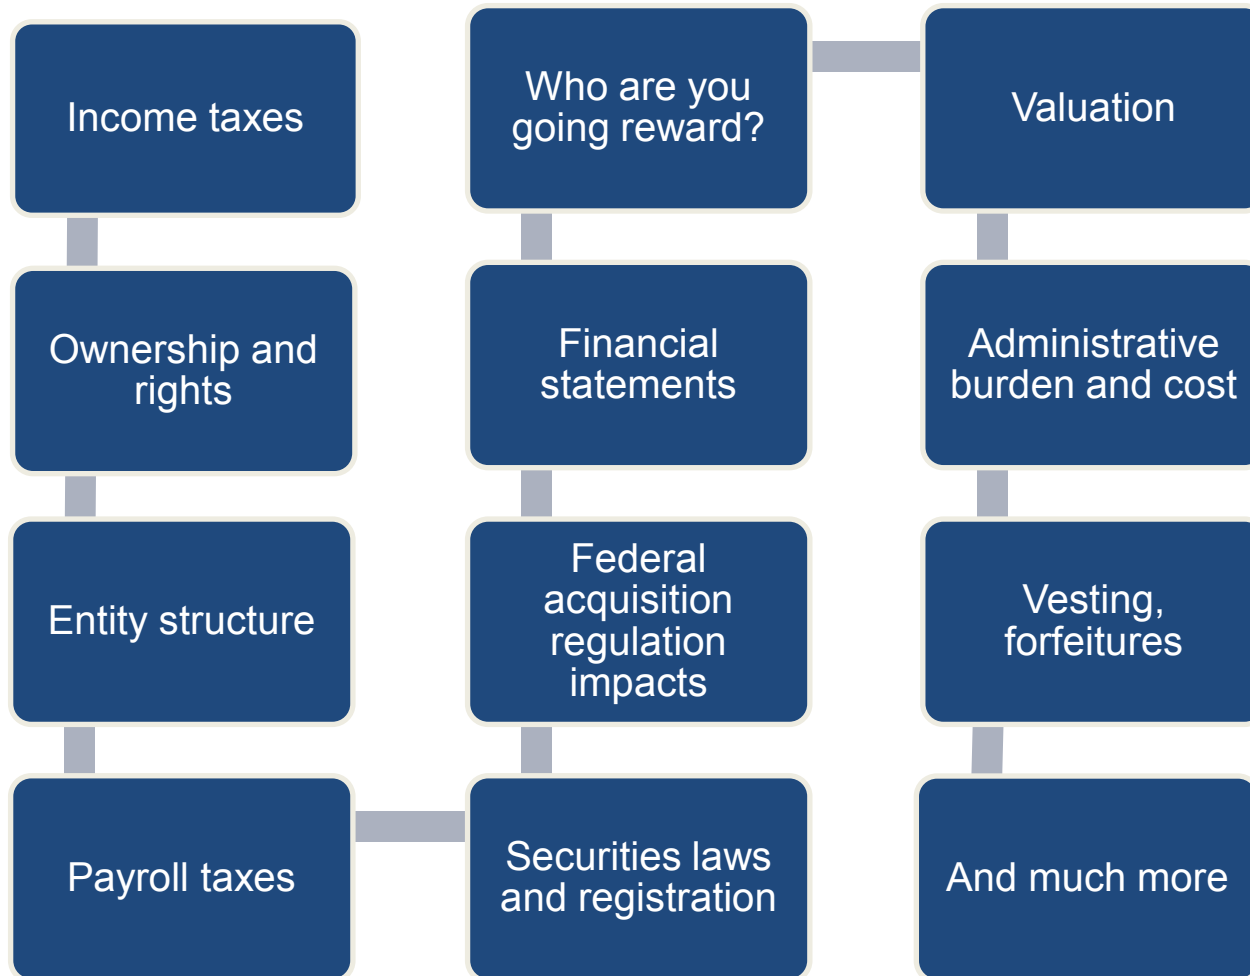 Income taxes
Ownership and
rights
Entity structure
Payroll taxes
Securities laws
and registration
Federal
acquisition
regulation
impacts
Financial
statements
Who are you
going reward?
Valuation
Administrative
burden and cost
Vesting,
forfeitures
And much more